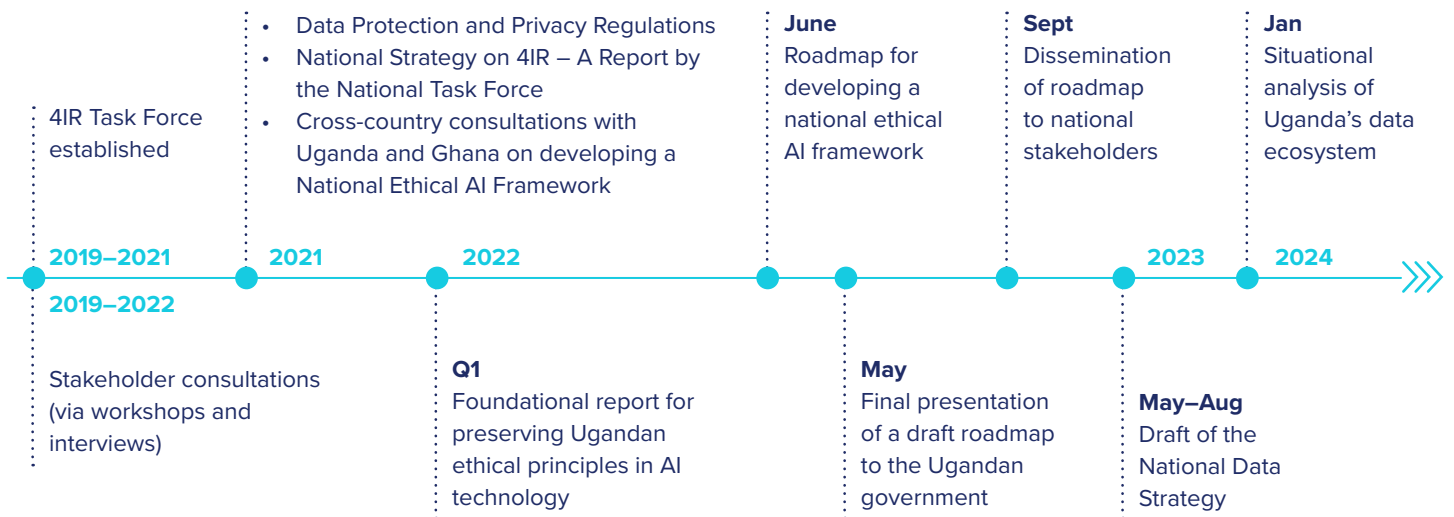 4IR Task Force
established
• Data Protection and Privacy Regulations
• National Strategy on 4IR – A Report by
the National Task Force
• Cross-country consultations with
Uganda and Ghana on developing a
National Ethical AI Framework
June
Roadmap for
developing a
national ethical
AI framework
Sept
Dissemination
of roadmap
to national
stakeholders
Jan
Situational
analysis of
Uganda’s data
ecosystem
2019–2021
2021
2022
2023
2024
2019–2022
Stakeholder consultations
(via workshops and
interviews)
Q1
Foundational report for
preserving Ugandan
ethical principles in AI
technology
May
Final presentation
of a draft roadmap
to the Ugandan
government
May–Aug
Draft of the
National Data
Strategy